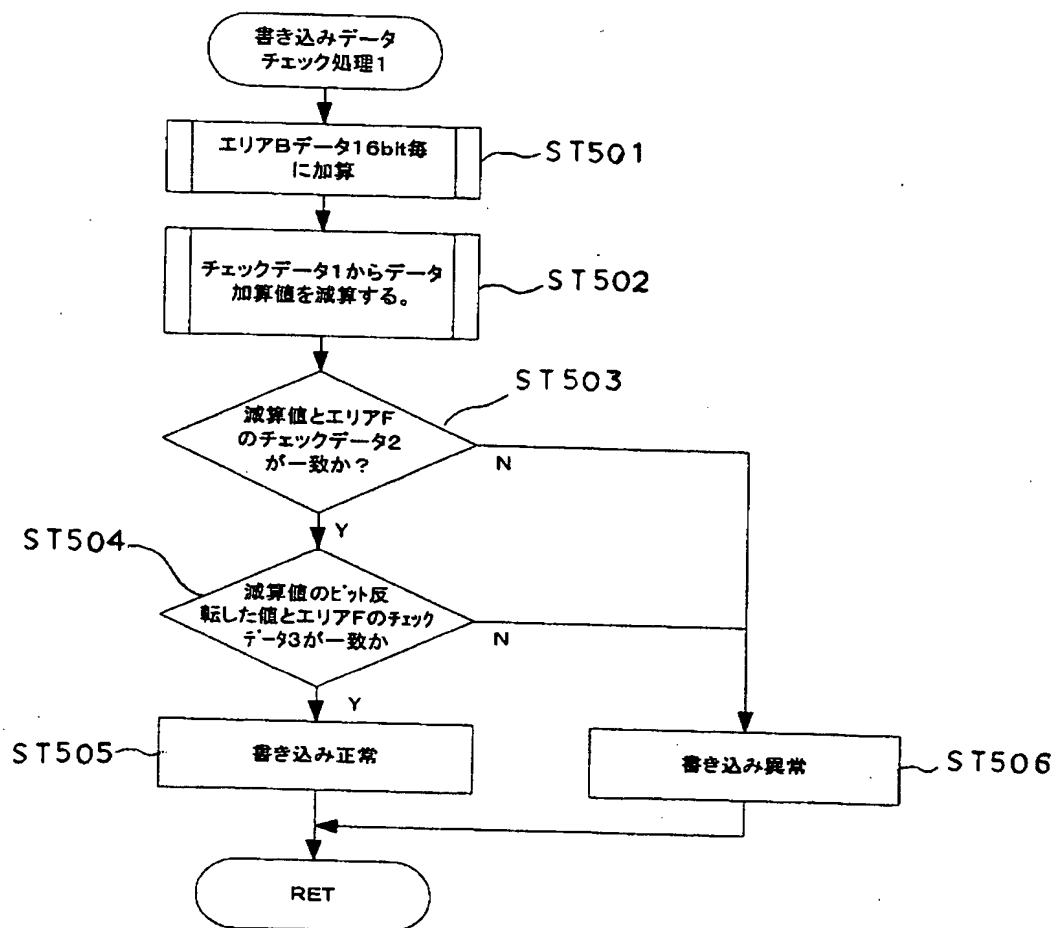 書き込みデータ
チェック処理1
エリアBデータ16bit毎
に加算
ST501
チェックデータ1からデータ
加算値を減算する。
ST502
ST503
減算値とエリアF
のチェックデータ2
が一致か？
N
Y
ST504
減算値のビット反
転した値とエリアFのチェック
データ3が一致か
N
Y
ST505
書き込み正常
書き込み異常
ST506
RET